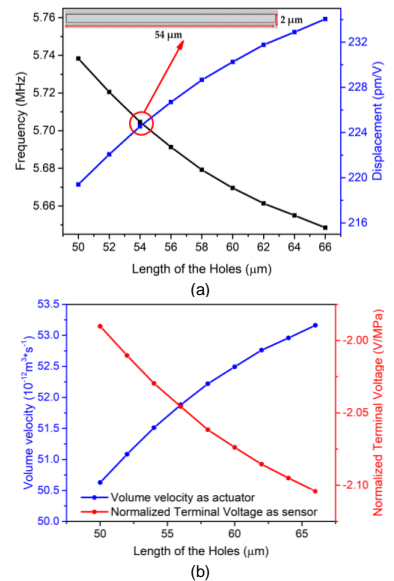 2 μm
54 μm
5.76
5.74
5.72
5.70
5.68
5.66
Frequency (MHz)
232
228
224
220
216
Displacement (pm/V)
50 52 54 56 58 60 62 64 66
Length of the Holes (μm)
(a)
53.5
53.0
52.5
52.0
51.5
51.0
50.5
50.0
Volume velocity (10⁻¹²m³*s⁻¹)
-2.00
-2.05
-2.10
Normalized Terminal Voltage (V/MPa)
Volume velocity as actuator
Normalized Terminal Voltage as sensor
50 55 60 65
Length of the Holes (μm)
(b)